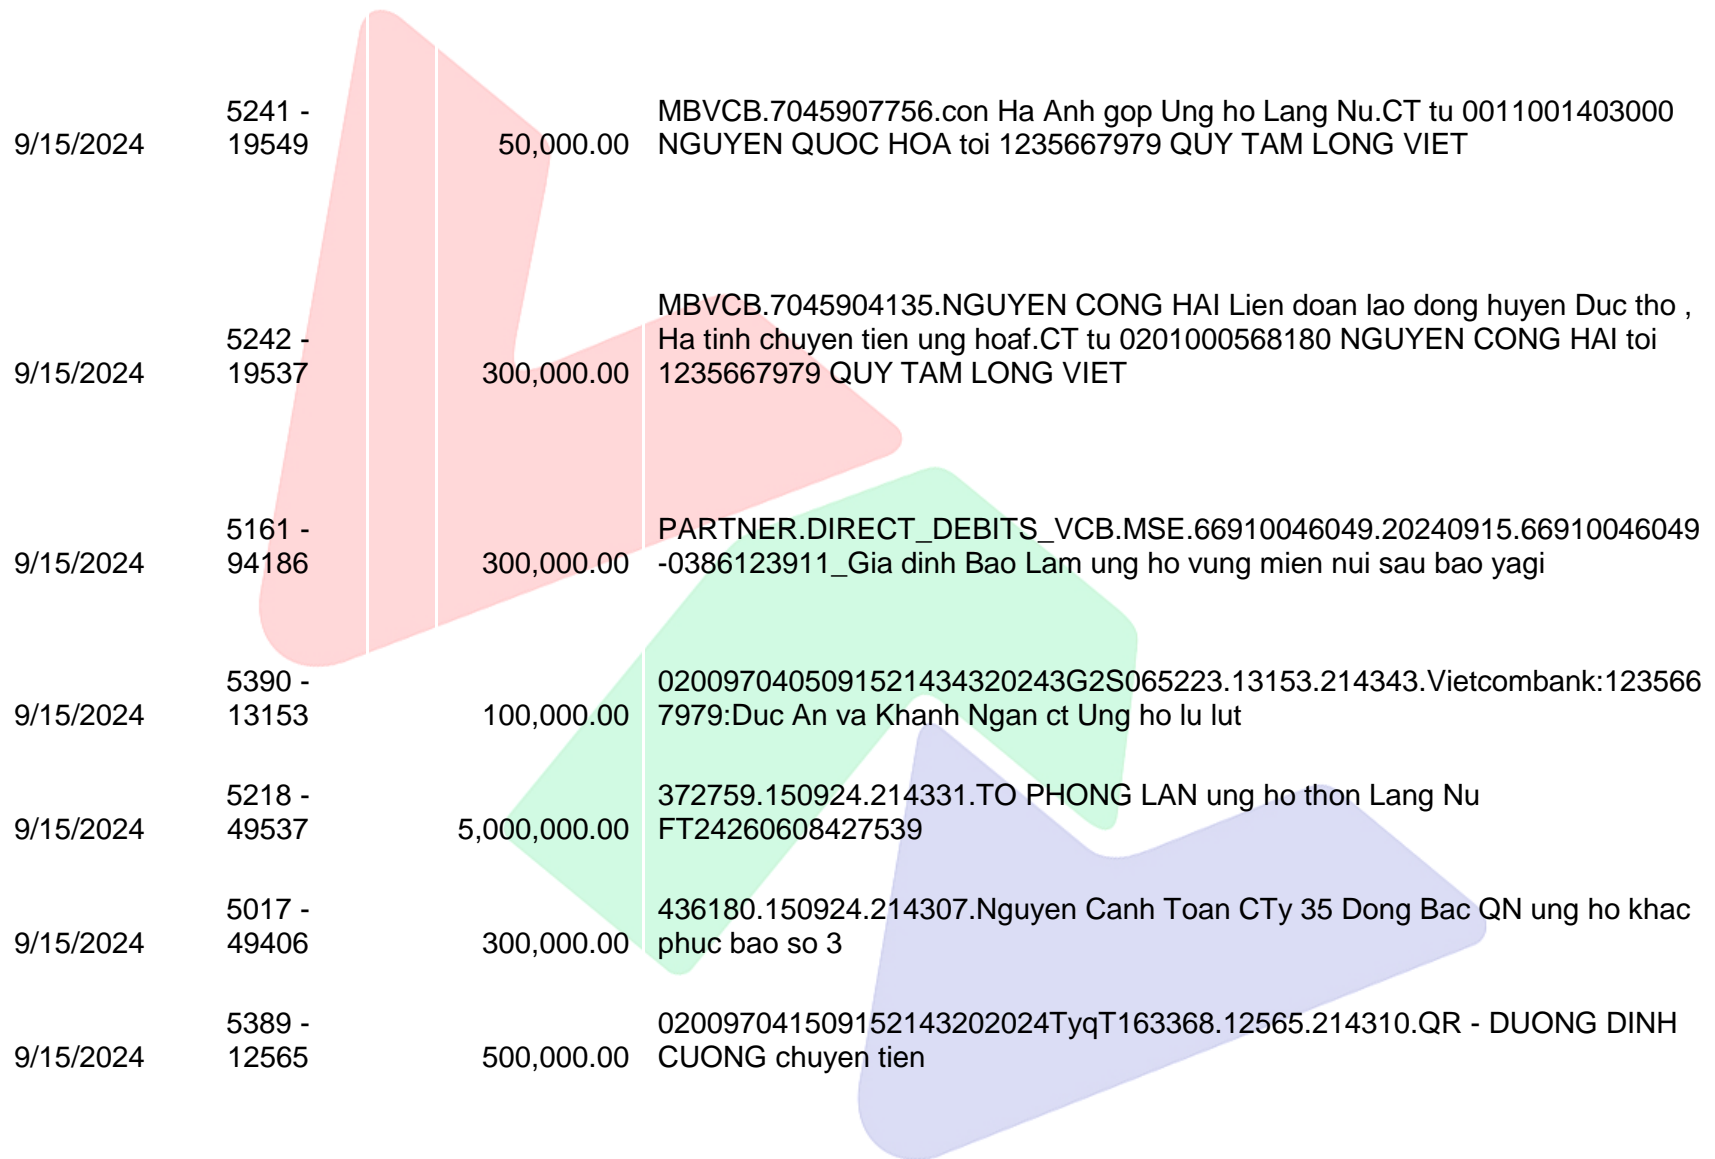 5241 -
MBVCB.7045907756.con Ha Anh gop Ung ho Lang Nu.CT tu 0011001403000
9/15/2024 19549 50,000.00 NGUYEN QUOC HOA toi 1235667979 QUY TAM LONG VIET
MBVCB.7045904135.NGUYEN CONG HAI Lien doan lao dong huyen Duc tho ,
5242 - Ha tinh chuyen tien ung hoaf.CT tu 0201000568180 NGUYEN CONG HAI toi
9/15/2024 19537 300,000.00 1235667979 QUY TAM LONG VIET
5161 - PARTNER.DIRECT_DEBITS_VCB.MSE.66910046049.20240915.66910046049
9/15/2024 94186 300,000.00 -0386123911_Gia dinh Bao Lam ung ho vung mien nui sau bao yagi
5390 - 0200970405091521434320243G2S065223.13153.214343.Vietcombank:123566
9/15/2024 13153 100,000.00 7979:Duc An va Khanh Ngan ct Ung ho lu lut
5218 - 372759.150924.214331.TO PHONG LAN ung ho thon Lang Nu
9/15/2024 49537 5,000,000.00 FT24260608427539
5017 - 436180.150924.214307.Nguyen Canh Toan CTy 35 Dong Bac QN ung ho khac
9/15/2024 49406 300,000.00 phuc bao so 3
5389 - 020097041509152143202024TyqT163368.12565.214310.QR - DUONG DINH
9/15/2024 12565 500,000.00 CUONG chuyen tien